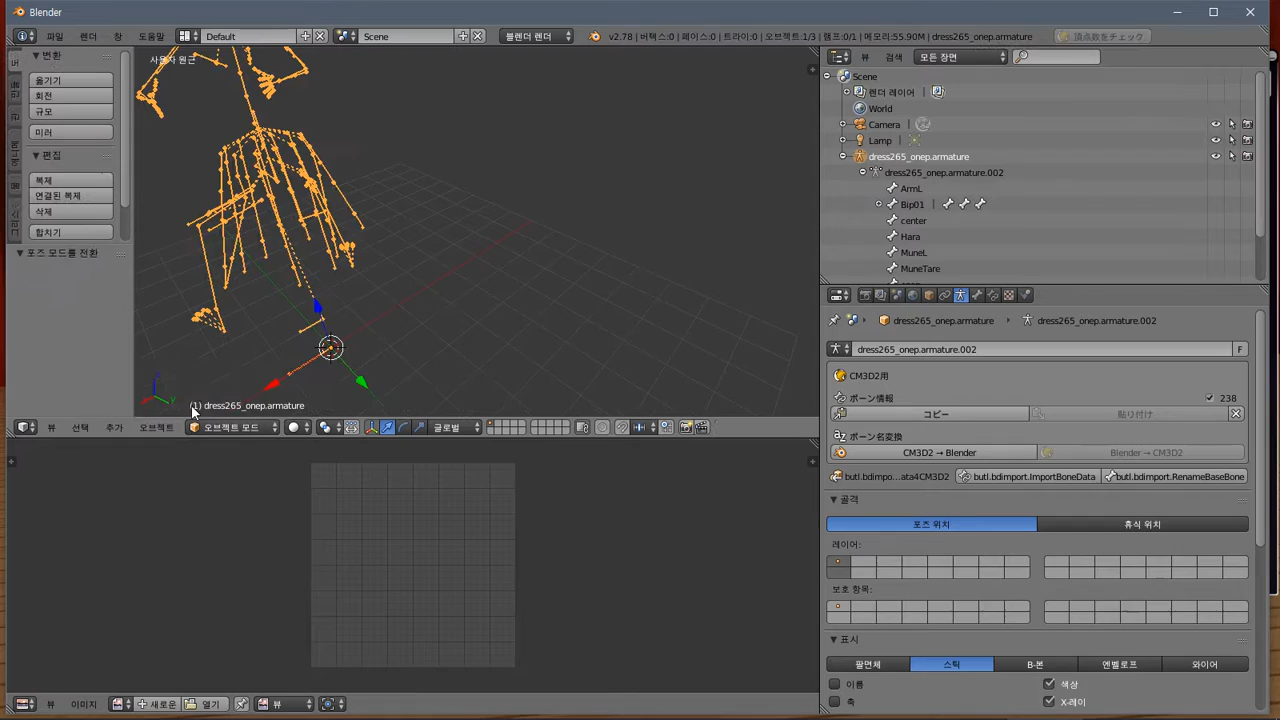 Blender
파일 렌더 창 도움말 Default Scene 블렌더 렌더 v2.78 | 버텍스:0 | 페이스:0 | 트라이:0 | 오브젝트:1/3 | 램프:0/1 | 메모리:55.90M | dress265_onep.armature 頂点数をチェック
변환
옮기기
회전
규모
미러
편집
복제
연결된 복제
삭제
합치기
포즈 모드를 전환
사용자 원근
(1) dress265_onep.armature
뷰 선택 추가 오브젝트 오브젝트 모드 글로벌
뷰 검색 모든 장면
Scene
렌더 레이어
World
Camera
Lamp
dress265_onep.armature
dress265_onep.armature.002
ArmL
Bip01
center
Hara
MuneL
MuneTare
dress265_onep.armature dress265_onep.armature.002
dress265_onep.armature.002 F
CM3D2用
ボーン情報 238
コピー 貼り付け
ボーン名変換
CM3D2 → Blender Blender → CM3D2
butl.bdimpo...ata4CM3D2 butl.bdimport.ImportBoneData butl.bdimport.RenameBaseBone
골격
포즈 위치 휴식 위치
레이어:
보호 항목:
표시
팔면체 스틱 B-본 엔벨로프 와이어
이름 색상
축 X-레이
뷰 이미지 새로운 열기 뷰